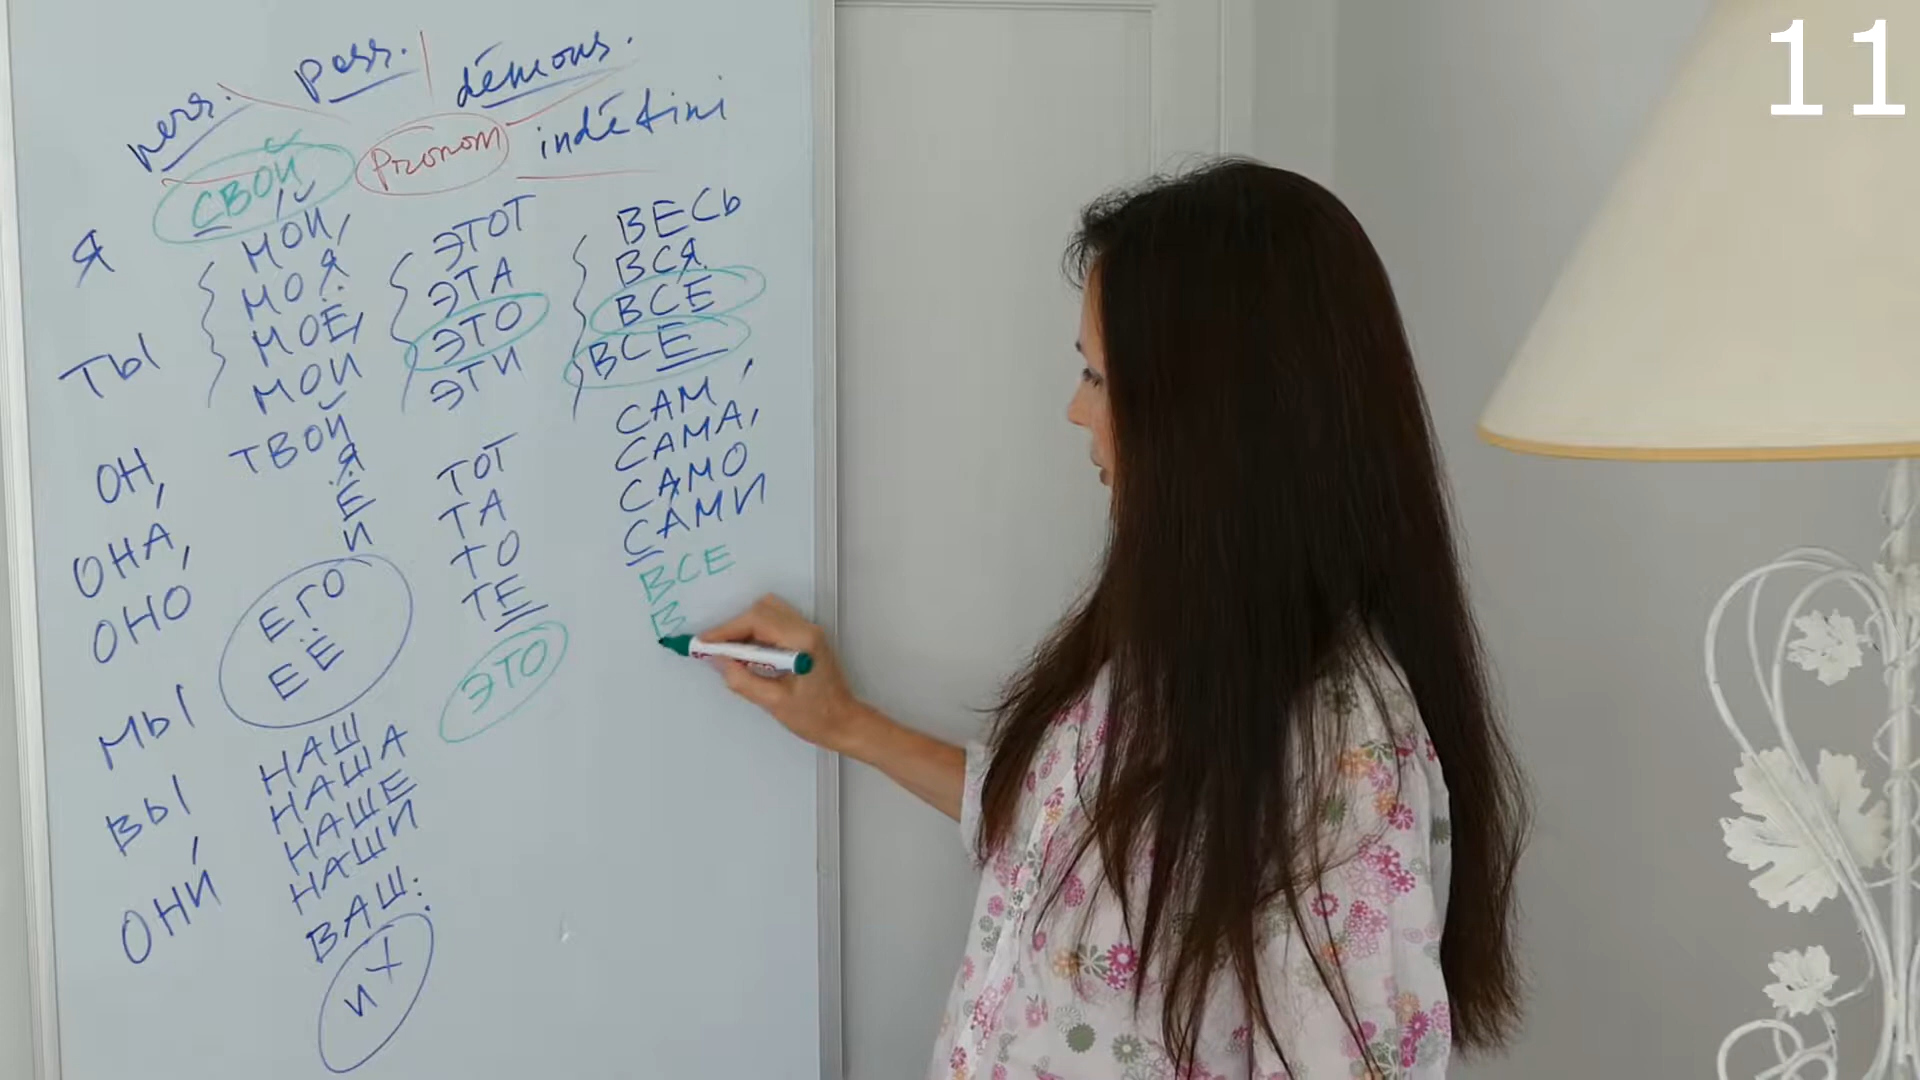 11
pers. poss. démons.
СВОЙ Pronom indéfini
Я
ТЫ
ОН,
ОНА,
ОНО
МЫ
ВЫ
ОНИ
МОЙ,
МОЯ
МОЁ,
МОИ
ТВОЙ
Я
Ё
И
ЕГО
ЕЁ
НАШ
НАША
НАШЕ
НАШИ
ВАШ:
ИХ
ЭТОТ
ЭТА
ЭТО
ЭТИ
ТОТ
ТА
ТО
ТЕ
ЭТО
ВЕСЬ
ВСЯ
ВСЕ
ВСЕ
САМ,
САМА,
САМО
САМИ
ВСЕ
В